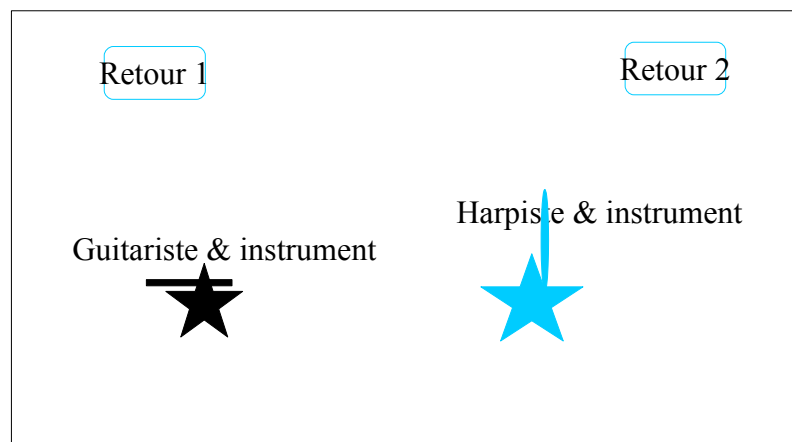 Retour 1
Retour 2
Harpiste & instrument
Guitariste & instrument